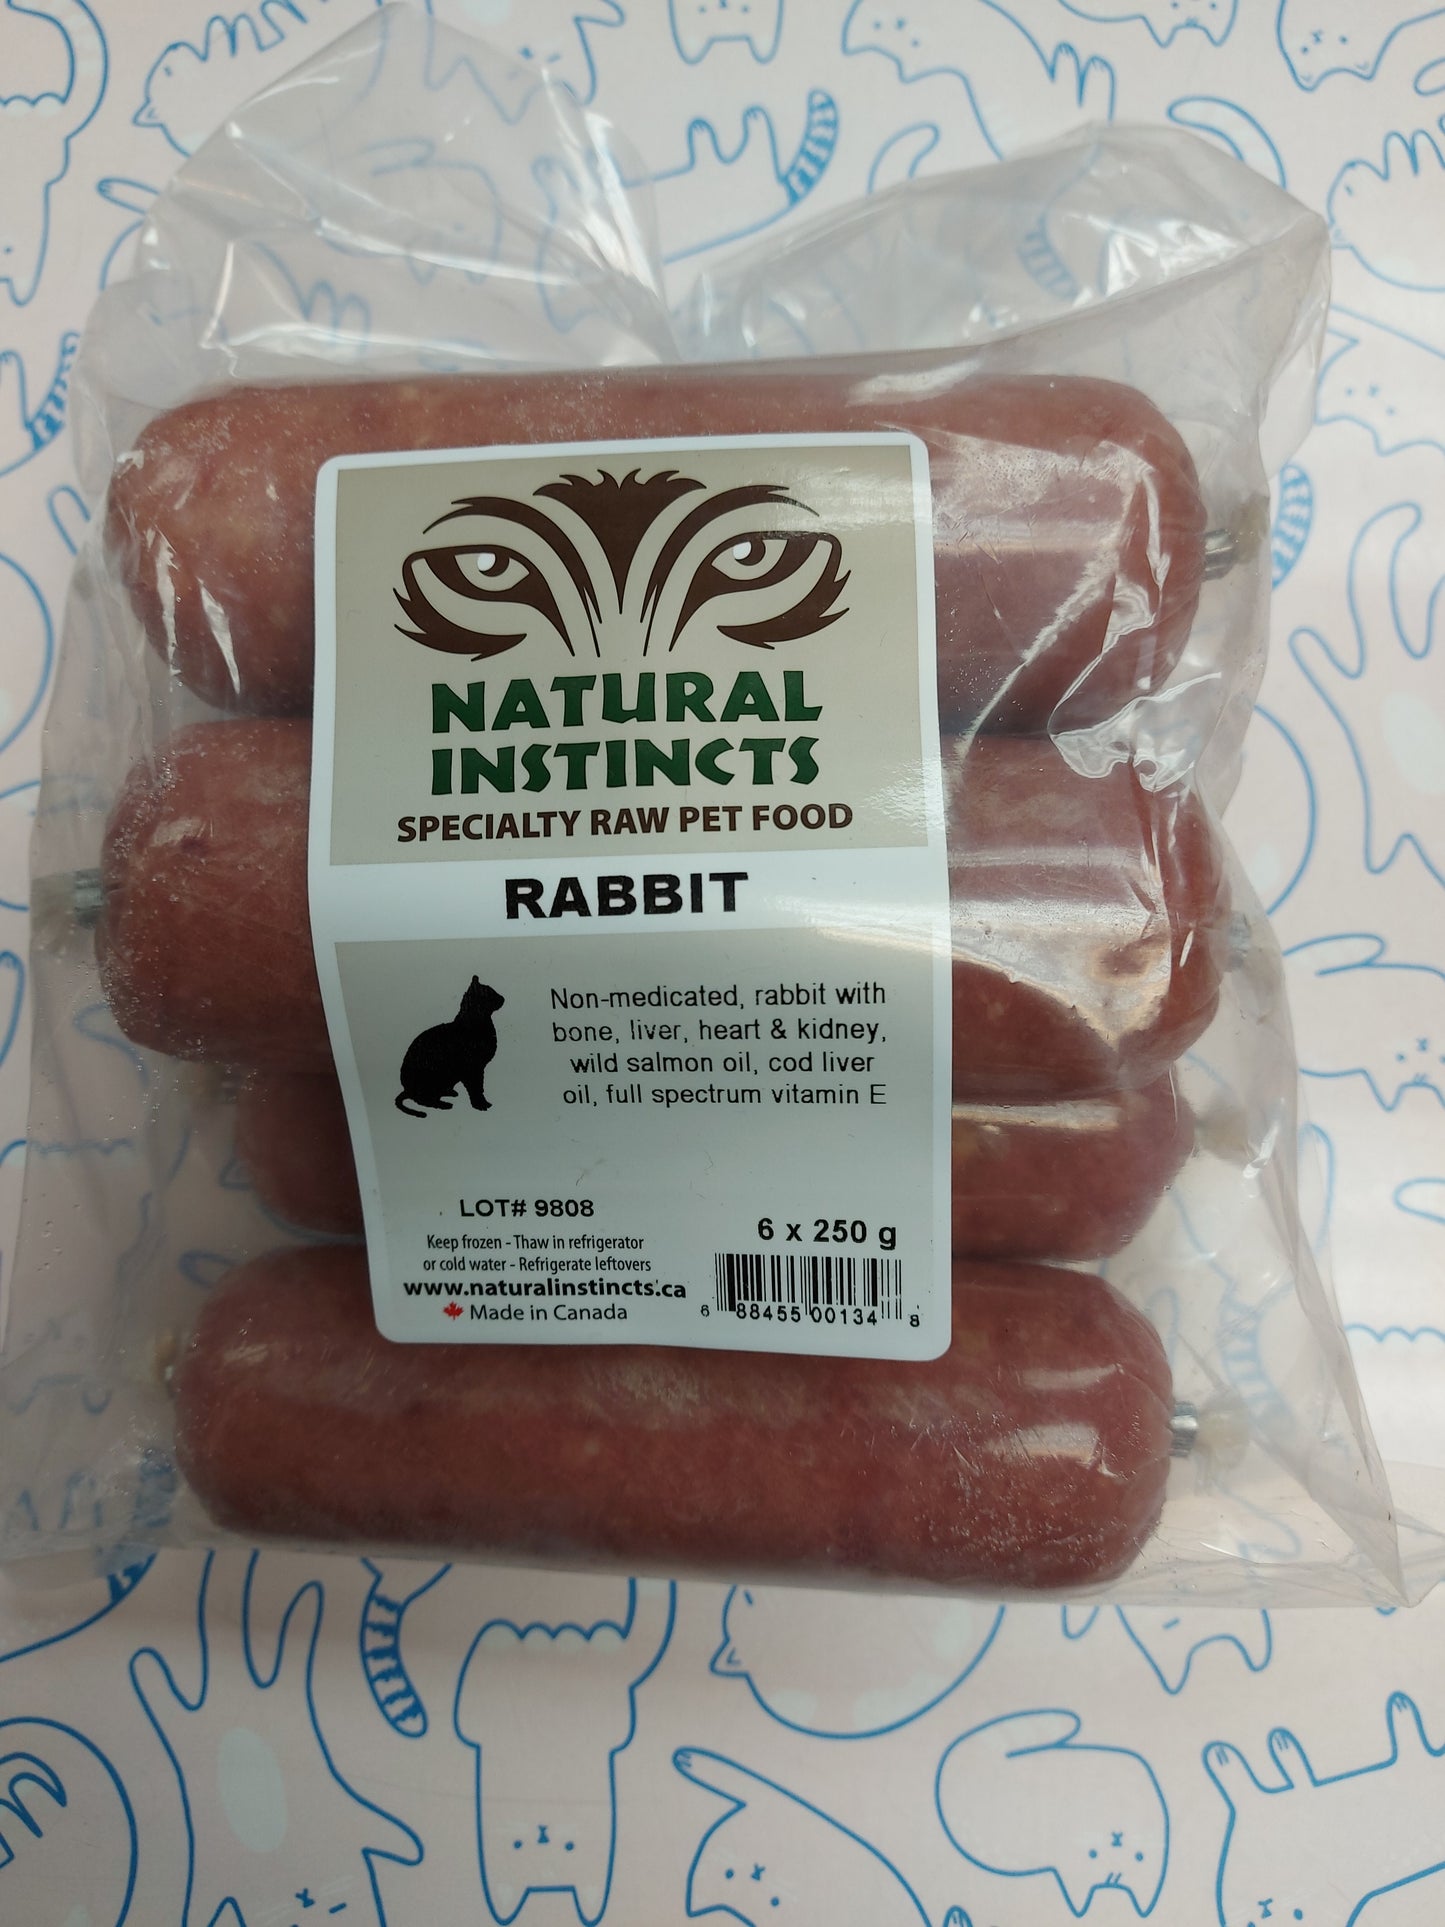 NATURAL
INSTINCTS
SPECIALTY RAW PET FOOD
RABBIT
Non-medicated, rabbit with
bone, liver, heart & kidney,
wild salmon oil, cod liver
oil, full spectrum vitamin E
LOT# 9808
Keep frozen - Thaw in refrigerator
or cold water - Refrigerate leftovers
www.naturalinstincts.ca
Made in Canada
6 x 250 g
6 88455 00134 8